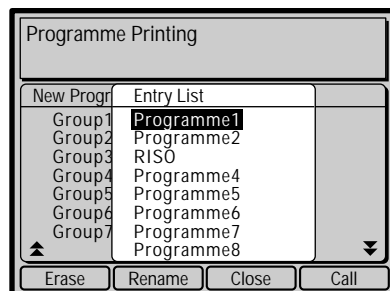 Programme Printing
New Progr
Entry List
Group1
Group2
Group3
Group4
Group5
Group6
Group7
Programme1
Programme2
RISO
Programme4
Programme5
Programme6
Programme7
Programme8
Erase
Rename
Close
Call